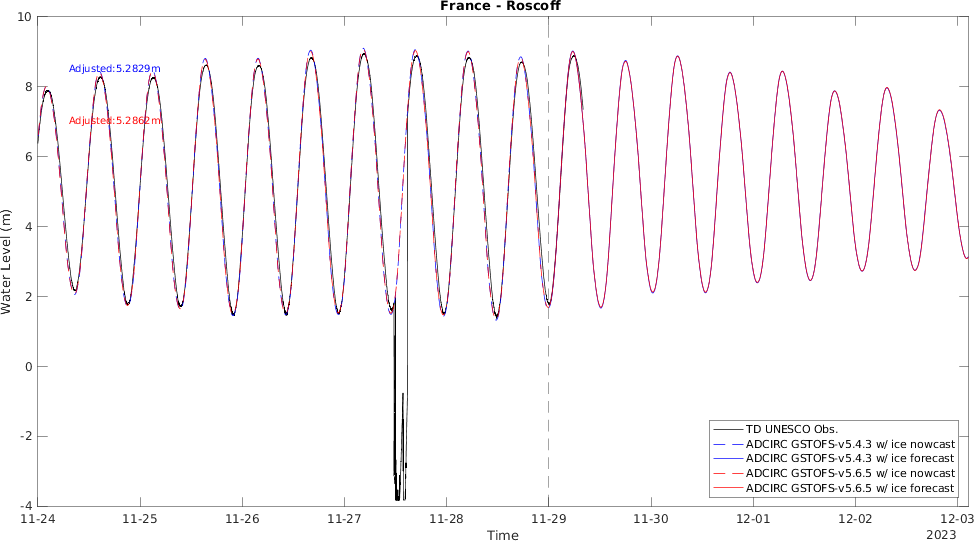 France - Roscoff
10
8
6
4
2
0
-2
-4
Water Level (m)
Adjusted:5.2829m
Adjusted:5.2862m
TD UNESCO Obs.
ADCIRC GSTOFS-v5.4.3 w/ ice nowcast
ADCIRC GSTOFS-v5.4.3 w/ ice forecast
ADCIRC GSTOFS-v5.6.5 w/ ice nowcast
ADCIRC GSTOFS-v5.6.5 w/ ice forecast
11-24 11-25 11-26 11-27 11-28 11-29 11-30 12-01 12-02 12-03
Time
2023